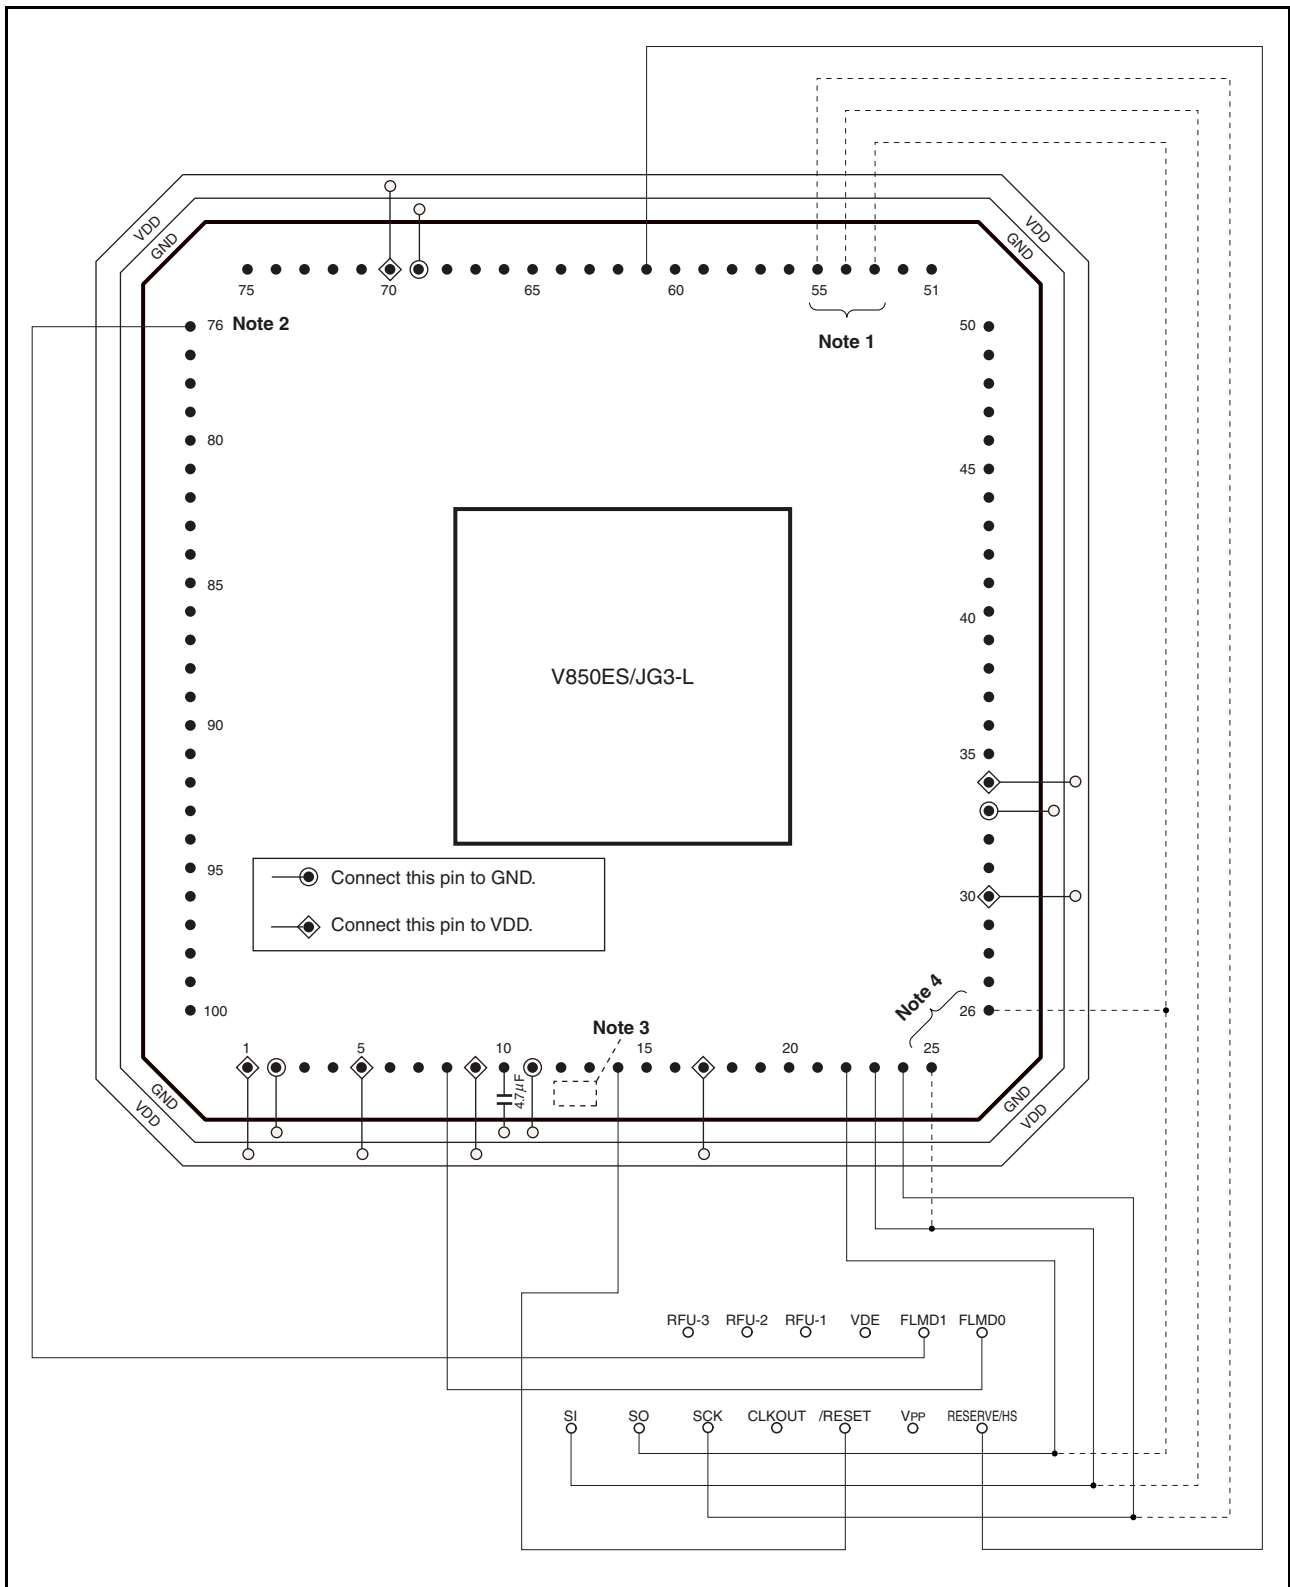 VDD
GND
VDD
GND
75
70
65
60
55
51
76 Note 2
Note 1
50
80
45
85
40
V850ES/JG3-L
90
35
95
Connect this pin to GND.
30
Connect this pin to VDD.
Note 4
100
26
Note 3
1
5
10
15
20
25
4.7 μF
GND
VDD
GND
VDD
RFU-3 RFU-2 RFU-1 VDE FLMD1 FLMD0
SI SO SCK CLKOUT /RESET VPP RESERVE/HS